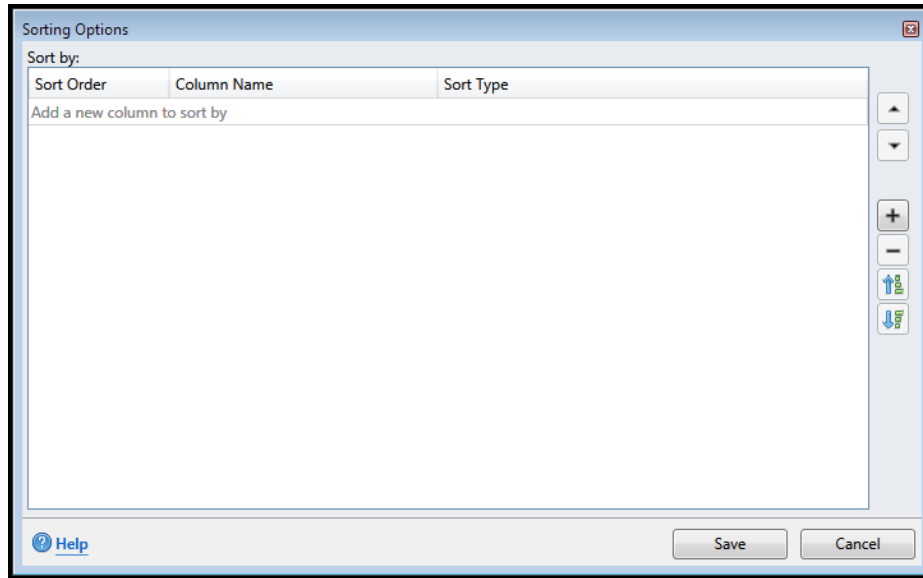 Sorting Options
Sort by:
Sort Order Column Name Sort Type
Add a new column to sort by
Help
Save Cancel